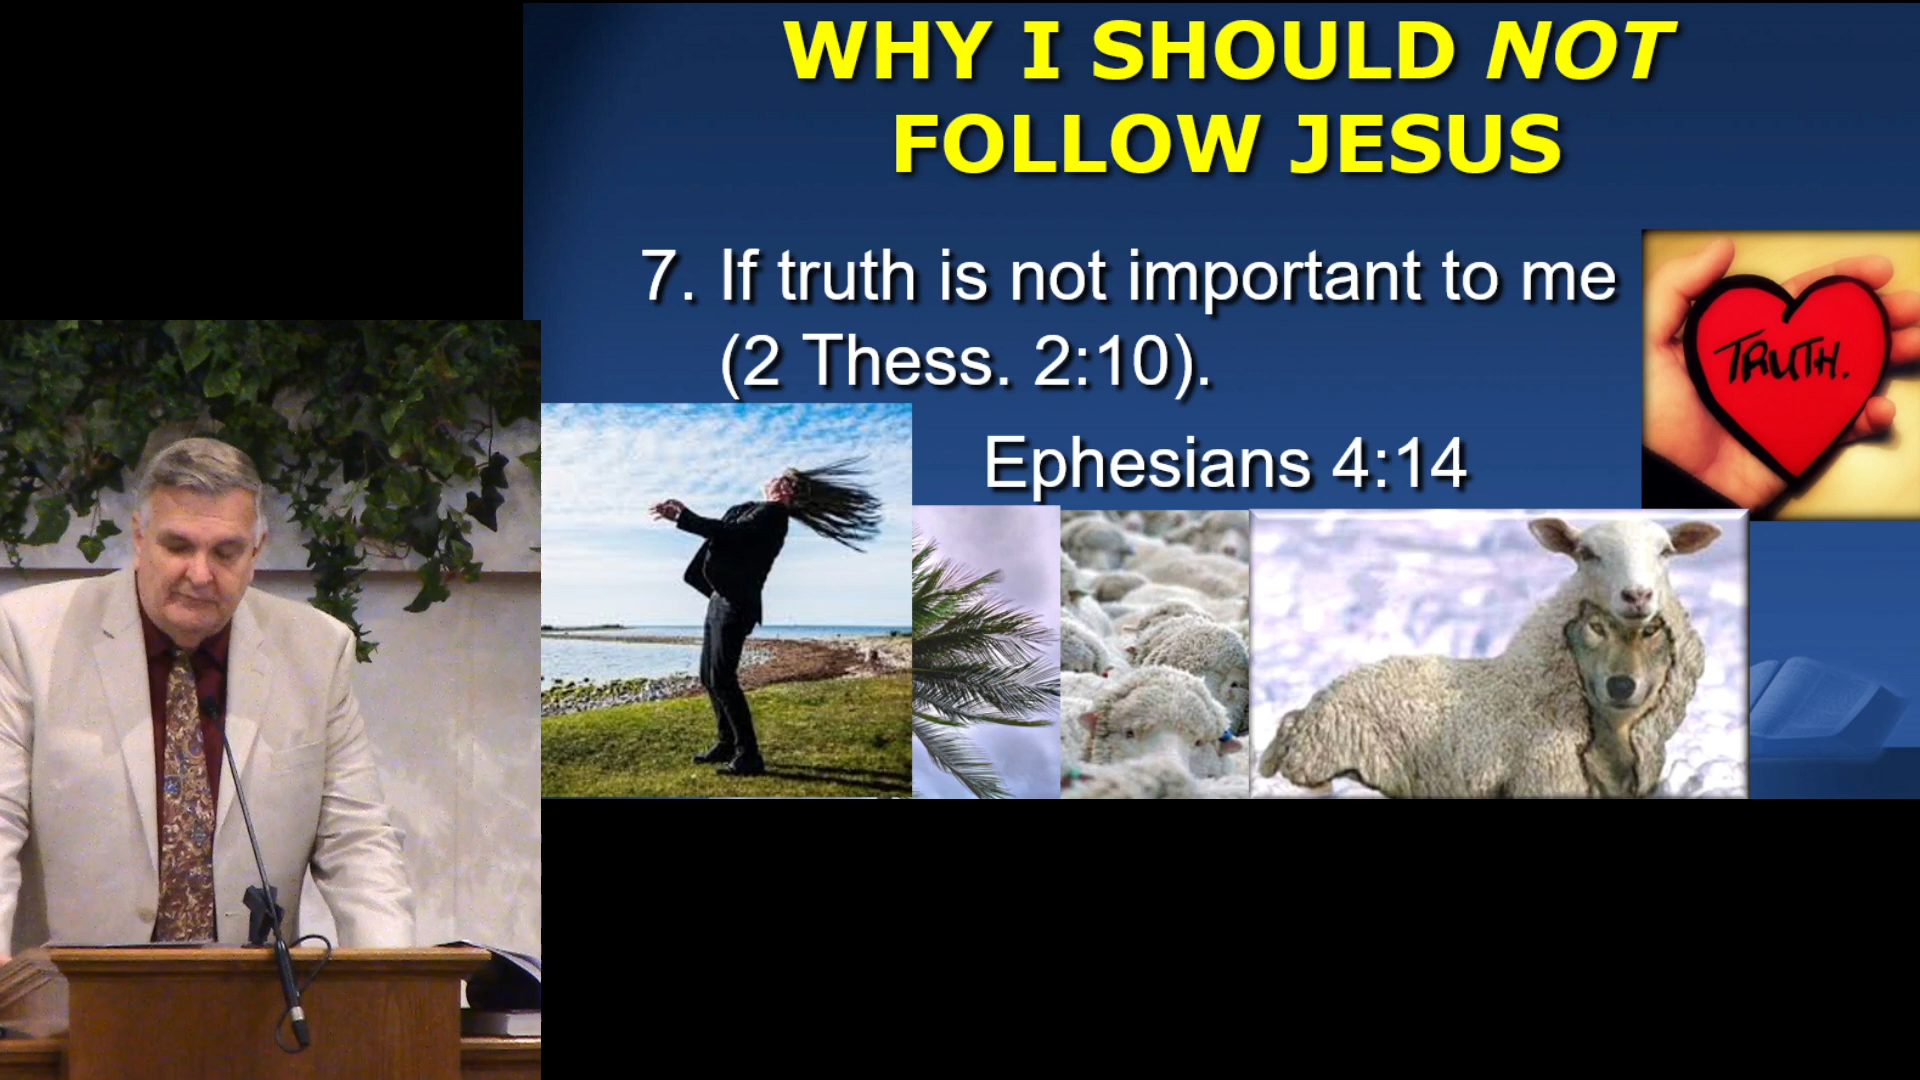 WHY I SHOULD NOT
FOLLOW JESUS
7. If truth is not important to me
(2 Thess. 2:10).
TRUTH.
Ephesians 4:14